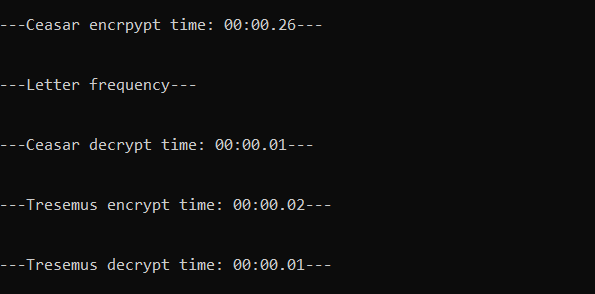 ---Ceasar encrpypt time: 00:00.26---
---Letter frequency---
---Ceasar decrypt time: 00:00.01---
---Tresemus encrypt time: 00:00.02---
---Tresemus decrypt time: 00:00.01---